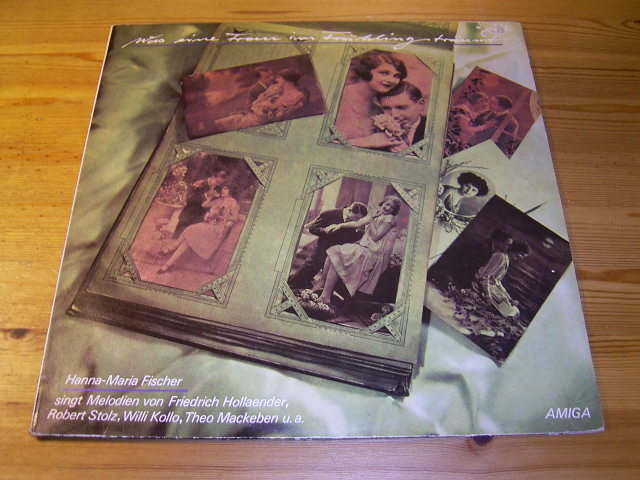 Was eine Frau im Frühling träumt
Hanna-Maria Fischer
singt Melodien von Friedrich Hollaender,
Robert Stolz, Willi Kollo, Theo Mackeben u.a.
AMIGA